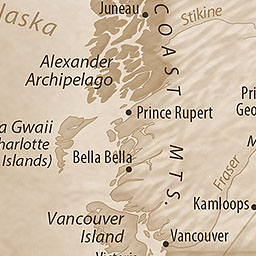 Juneau
Stikine
laska
COAST MTS.
Alexander
Archipelago
Prince Rupert
Pri
Geo
a Gwaii
harlotte
Islands)
Bella Bella
M
Fraser
Kamloops
Vancouver
Island
Vancouver
Victoria